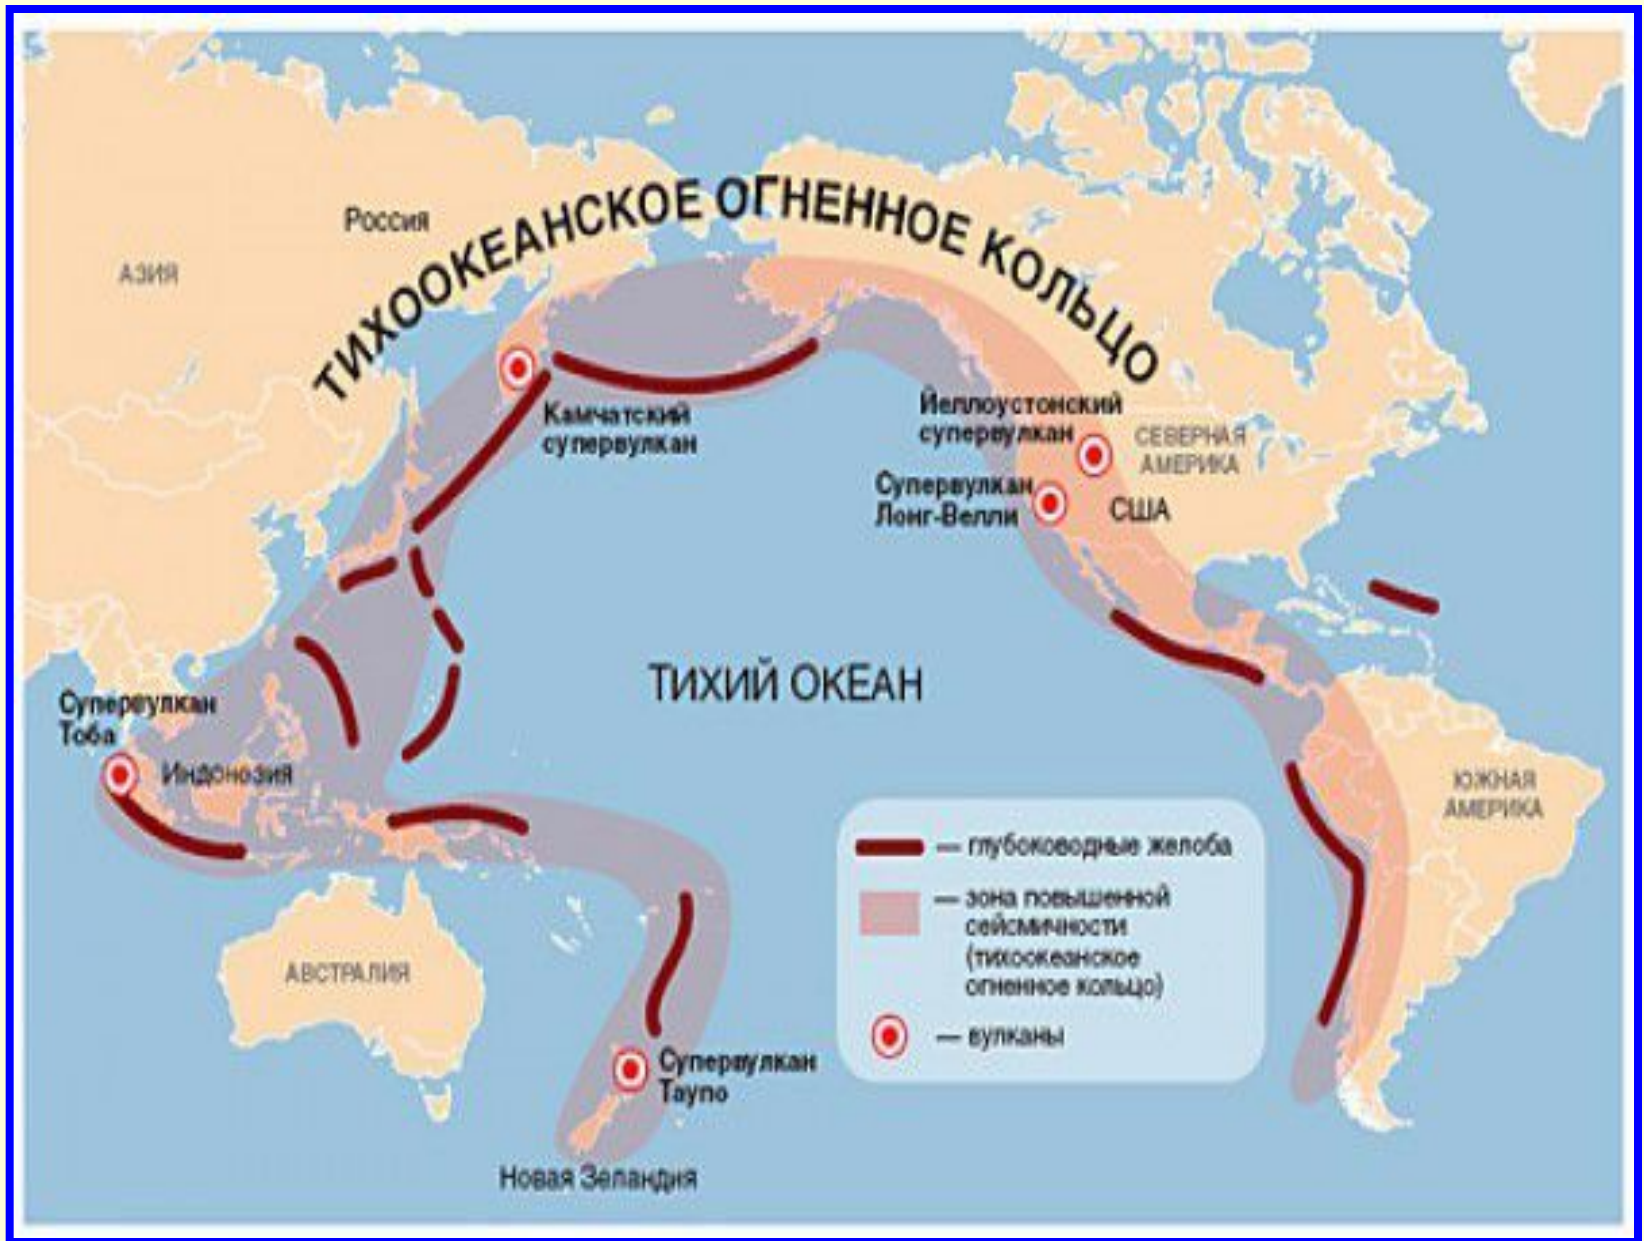 ТИХООКЕАНСКОЕ ОГНЕННОЕ КОЛЬЦО
Россия
АЗИЯ
Камчатский
супервулкан
Йеллоустонский
супервулкан
СЕВЕРНАЯ
АМЕРИКА
Супервулкан
Лонг-Велли
США
ТИХИЙ ОКЕАН
Супервулкан
Тоба
Индонозия
ЮЖНАЯ
АМЕРИКА
— глубоководные желоба
— зона повышенной
сейсмичности
(тихоокеанское
огненное кольцо)
— вулканы
АВСТРАЛИЯ
Супервулкан
Таупо
Новая Зеландия